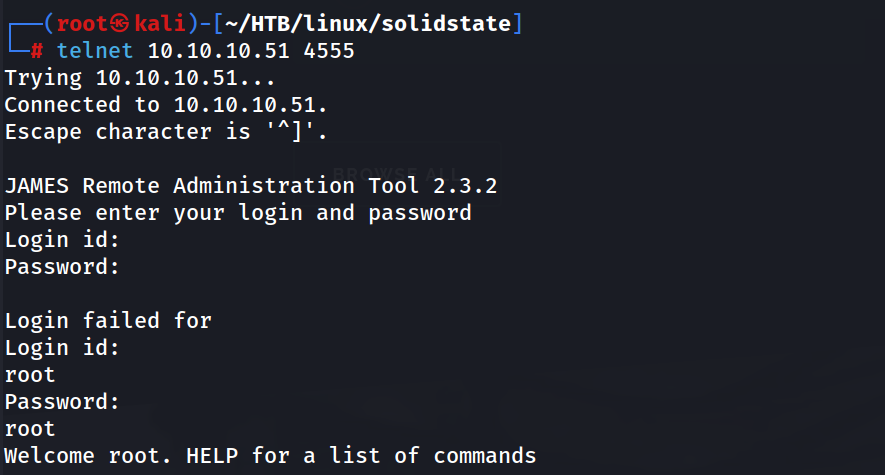 ┌──(root㉿kali)-[~/HTB/linux/solidstate]
└─# telnet 10.10.10.51 4555
Trying 10.10.10.51...
Connected to 10.10.10.51.
Escape character is '^]'.
BROWSE ALL
JAMES Remote Administration Tool 2.3.2
Please enter your login and password
Login id:
Password:
Login failed for
Login id:
root
Password:
root
Welcome root. HELP for a list of commands